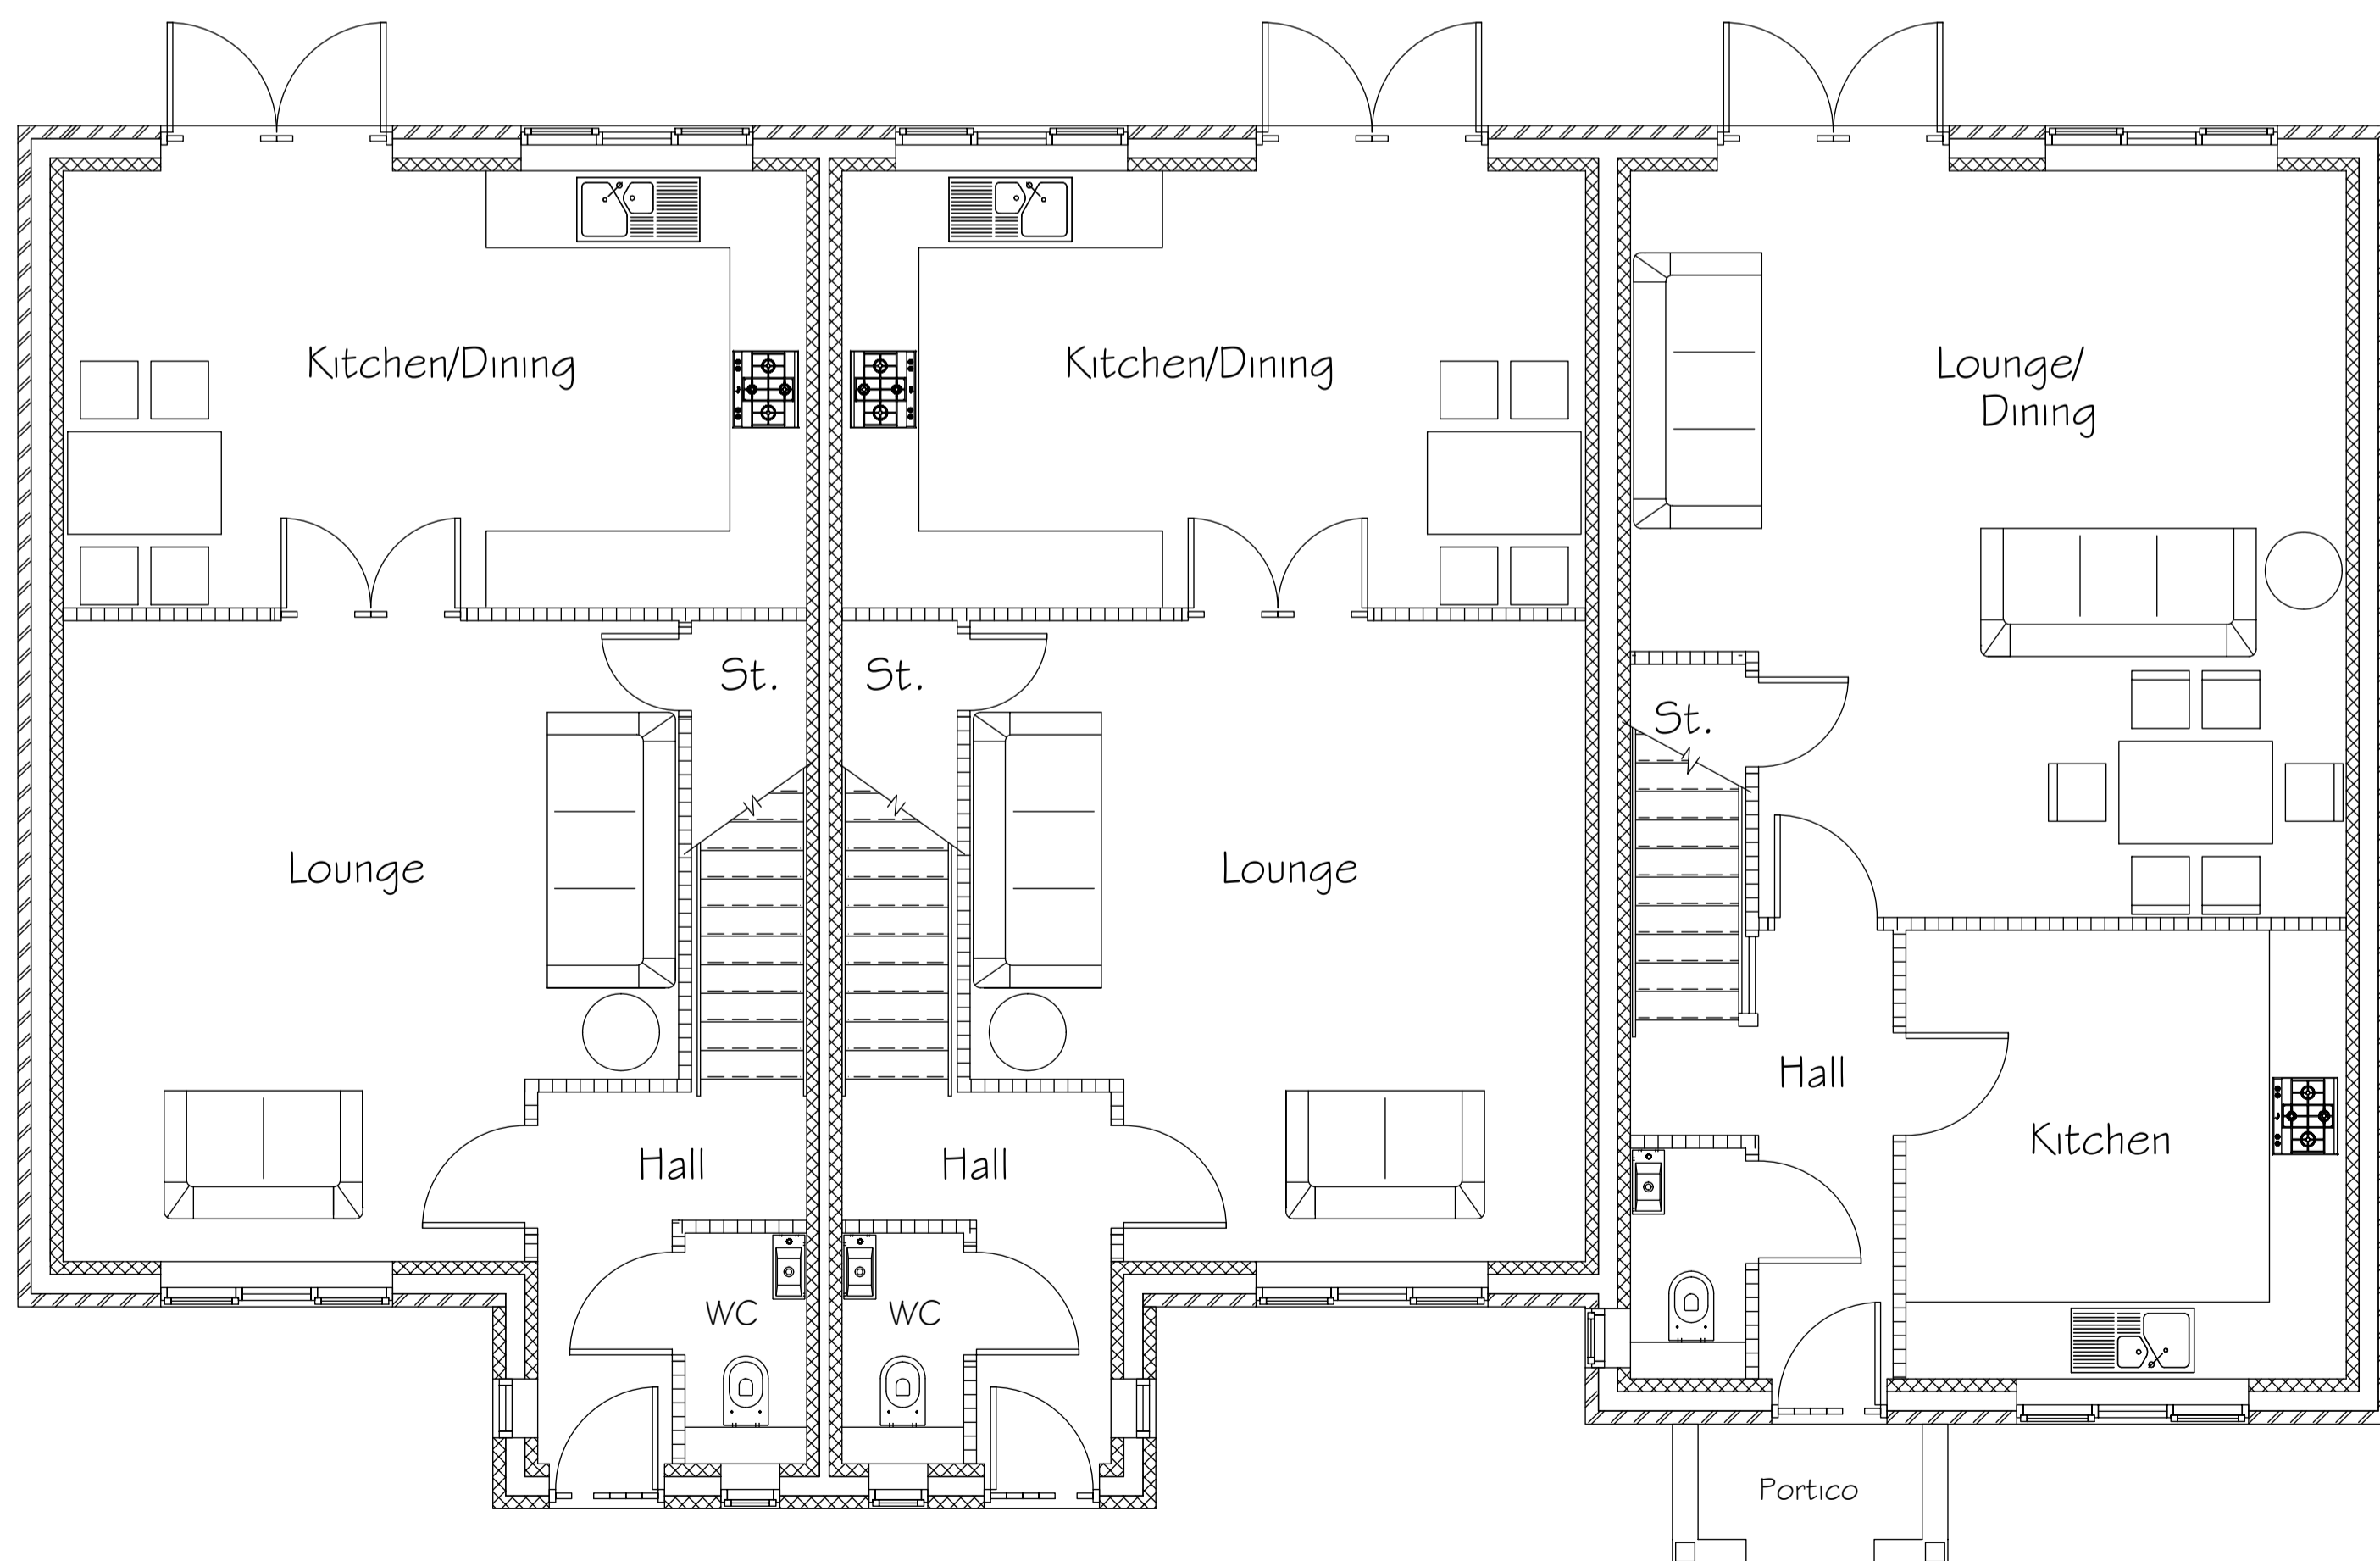 Kitchen/Dining
Kitchen/Dining
Lounge/
Dining
St.
St.
St.
Lounge
Lounge
Hall
Hall
Hall
Kitchen
WC
WC
Portico